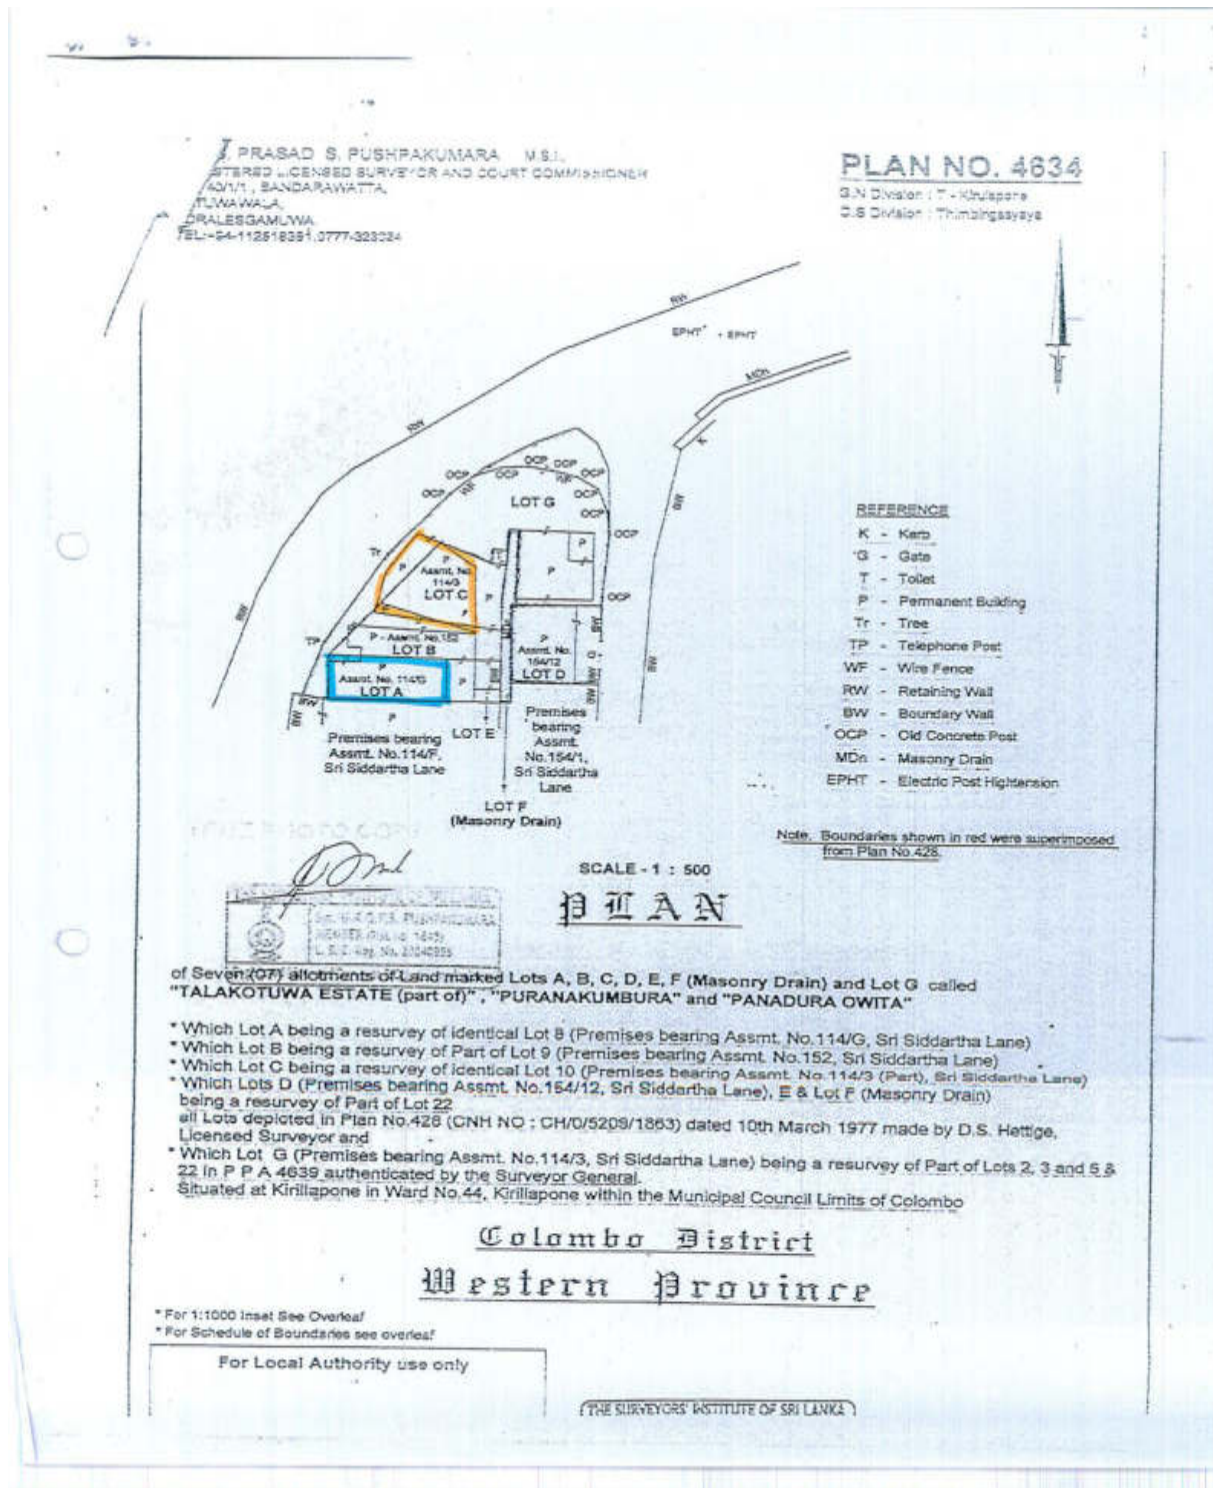 PRASAD S. PUSHPAKUMARA M.S.I.,
STERED LICENSED SURVEYOR AND COURT COMMISSIONER
40/1/1, BANDARAWATTA,
TUWAWALA,
ORALESGAMUWA
TEL:+94-112518351,0777-323024
PLAN NO. 4634
G.N Division : T - Kirulapone
D.S Division : Thimbirigasyaya
RW
EPHT + EPHT
MDn
RW
K
OCP OCP
OCP OCP OCP
OCP WF WF OCP
LOT G
OCP
OCP
BW
Tr
P
P
P
Assmt. No.
114/3
LOT C
P
P
OCP
RW
TP
P - Assmt. No.152
LOT B
MDn
P
Assmt. No.
154/12
LOT D
BW
G
BW
P
Assmt. No. 114/G
LOT A
P
BW
BW
BW
BW
BW
P
LOT E
Premises bearing
Assmt. No.114/F,
Sri Siddartha Lane
Premises
bearing
Assmt.
No.154/1,
Sri Siddartha
Lane
LOT F
(Masonry Drain)
REFERENCE
K - Kerb
G - Gate
T - Toilet
P - Permanent Building
Tr - Tree
TP - Telephone Post
WF - Wire Fence
RW - Retaining Wall
BW - Boundary Wall
OCP - Old Concrete Post
MDn - Masonry Drain
EPHT - Electric Post Hightension
Note. Boundaries shown in red were superimposed
from Plan No.428.
SCALE - 1 : 500
PLAN
PUSHPAKUMARA
of Seven (07) allotments of Land marked Lots A, B, C, D, E, F (Masonry Drain) and Lot G called
"TALAKOTUWA ESTATE (part of)" , "PURANAKUMBURA" and "PANADURA OWITA"
* Which Lot A being a resurvey of identical Lot 8 (Premises bearing Assmt. No.114/G, Sri Siddartha Lane)
* Which Lot B being a resurvey of Part of Lot 9 (Premises bearing Assmt. No.152, Sri Siddartha Lane)
* Which Lot C being a resurvey of identical Lot 10 (Premises bearing Assmt. No.114/3 (Part), Sri Siddartha Lane)
* Which Lots D (Premises bearing Assmt. No.154/12, Sri Siddartha Lane), E & Lot F (Masonry Drain)
being a resurvey of Part of Lot 22
all Lots depicted in Plan No.428 (CNH NO : CH/0/5209/1863) dated 10th March 1977 made by D.S. Hettige,
Licensed Surveyor and
* Which Lot G (Premises bearing Assmt. No.114/3, Sri Siddartha Lane) being a resurvey of Part of Lots 2, 3 and 5 &
22 in P P A 4639 authenticated by the Surveyor General.
Situated at Kirillapone in Ward No.44, Kirillapone within the Municipal Council Limits of Colombo
Colombo District
Western Province
* For 1:1000 Inset See Overleaf
* For Schedule of Boundaries see overleaf
For Local Authority use only
THE SURVEYORS' INSTITUTE OF SRI LANKA